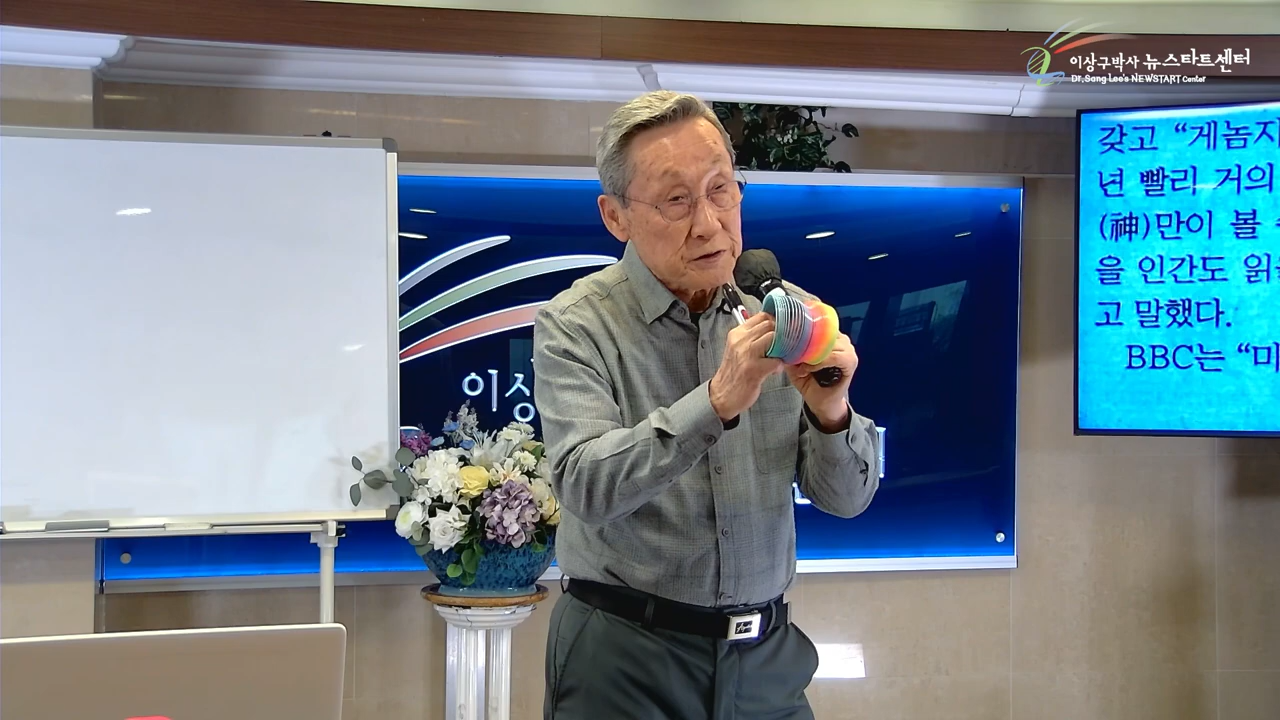 이상구박사 뉴스타트센터
Dr. Sang Lee's NEWSTART Center
갖고 “게놈지
년 빨리 거의
(神)만이 볼
을 인간도 읽
고 말했다.
BBC는 “미
이상